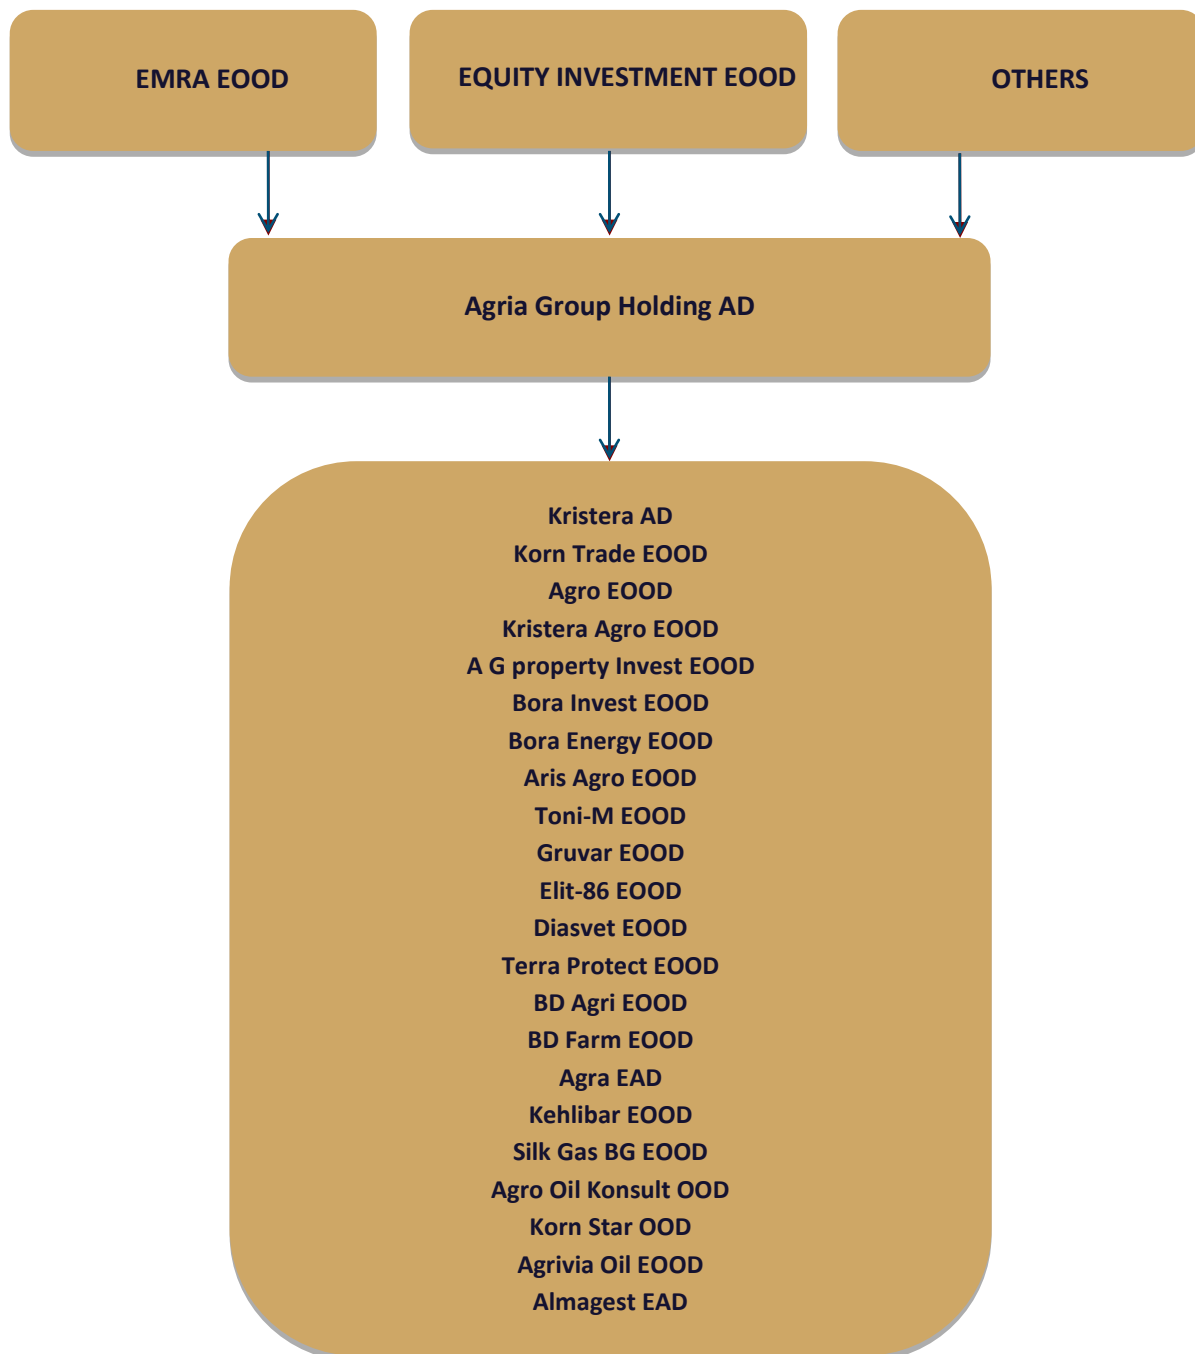 EMRA EOOD
EQUITY INVESTMENT EOOD
OTHERS
Agria Group Holding AD
Kristera AD
Korn Trade EOOD
Agro EOOD
Kristera Agro EOOD
A G property Invest EOOD
Bora Invest EOOD
Bora Energy EOOD
Aris Agro EOOD
Toni-M EOOD
Gruvar EOOD
Elit-86 EOOD
Diasvet EOOD
Terra Protect EOOD
BD Agri EOOD
BD Farm EOOD
Agra EAD
Kehlibar EOOD
Silk Gas BG EOOD
Agro Oil Konsult OOD
Korn Star OOD
Agrivia Oil EOOD
Almagest EAD